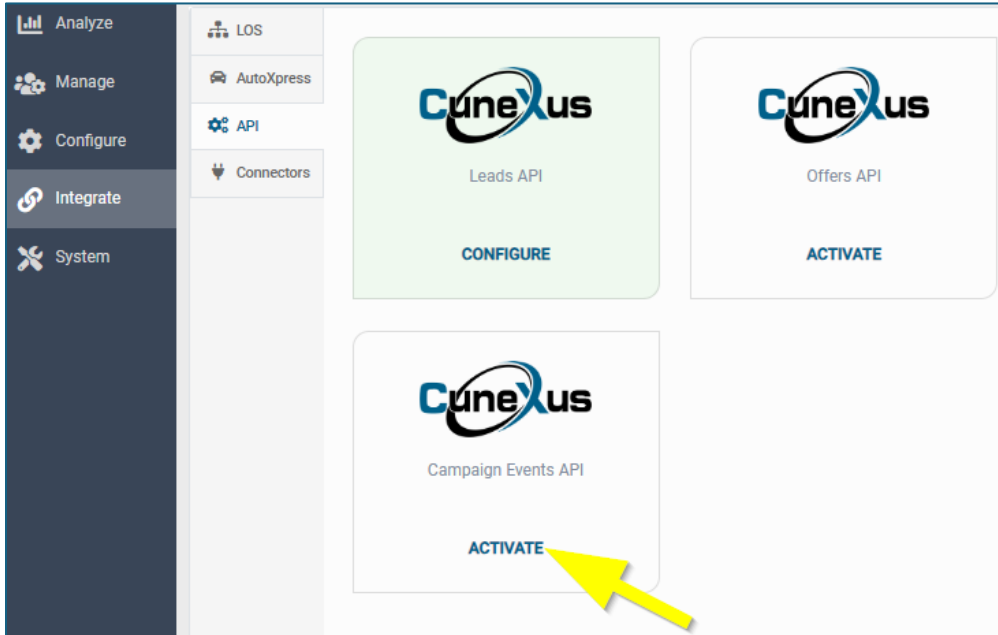 Analyze
Manage
Configure
Integrate
System
LOS
AutoXpress
API
Connectors
CuneXus
Leads API
CONFIGURE
CuneXus
Offers API
ACTIVATE
CuneXus
Campaign Events API
ACTIVATE